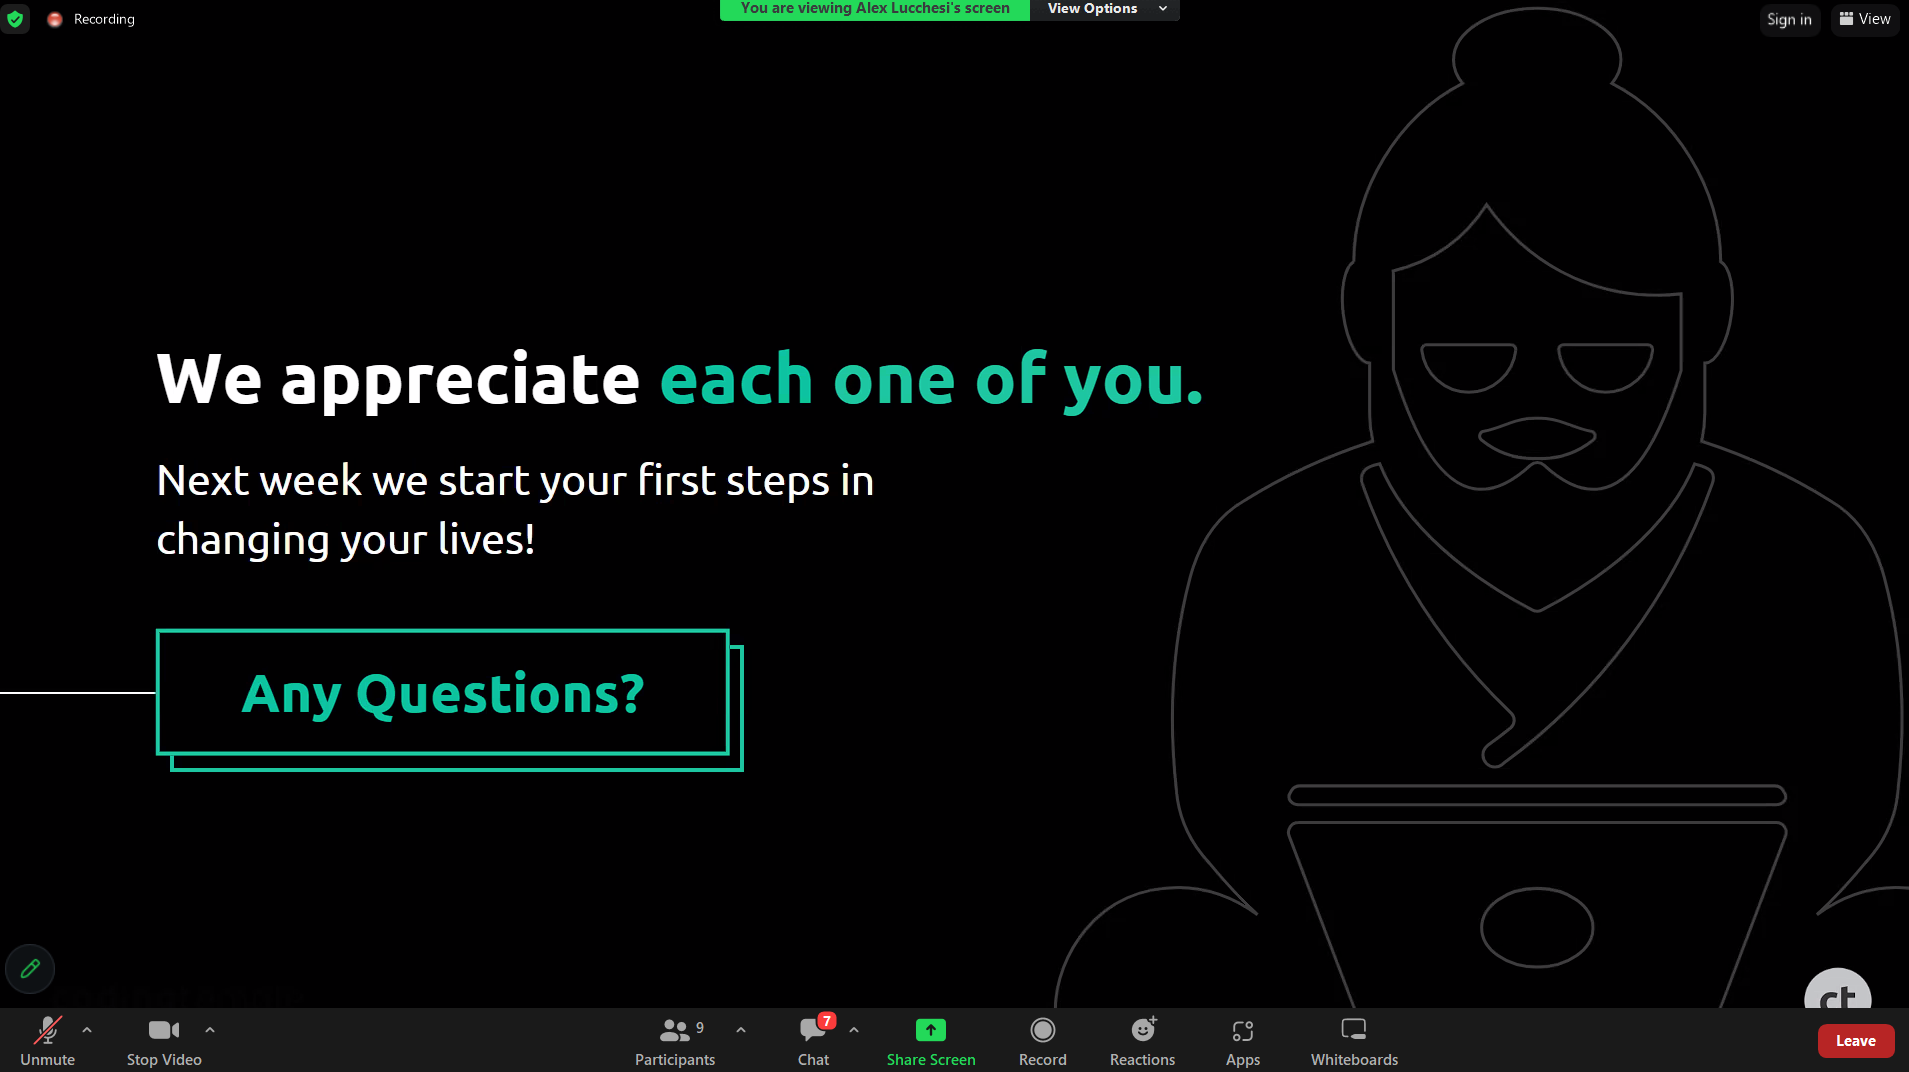 Recording
You are viewing Alex Lucchesi's screen
View Options
Sign in
View
We appreciate each one of you.
Next week we start your first steps in
changing your lives!
Any Questions?
ct
9
7
Unmute
Stop Video
Participants
Chat
Share Screen
Record
Reactions
Apps
Whiteboards
Leave